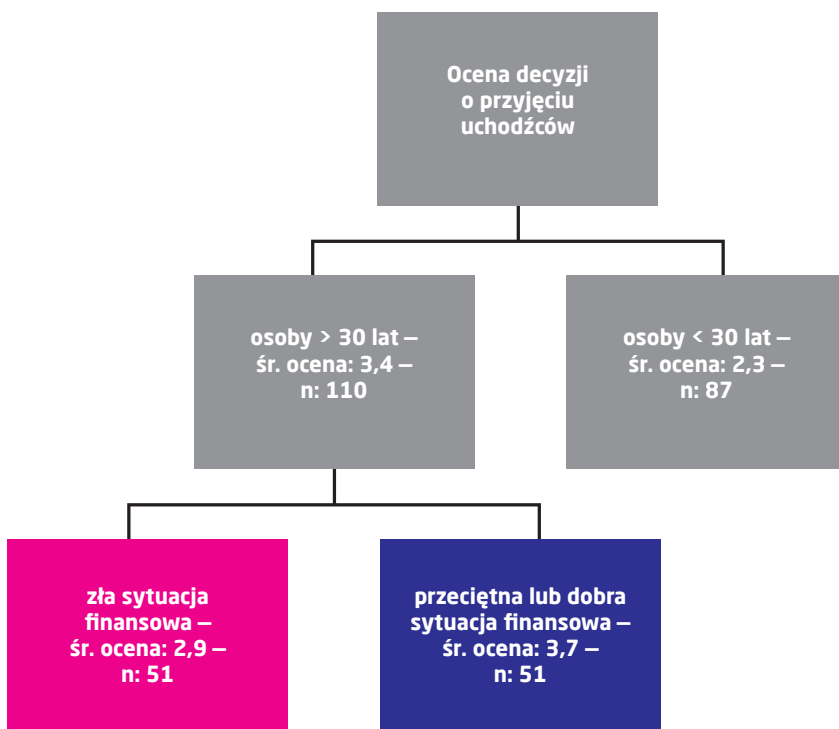 Ocena decyzji
o przyjęciu
uchodźców
osoby > 30 lat –
śr. ocena: 3,4 –
n: 110
osoby < 30 lat –
śr. ocena: 2,3 –
n: 87
zła sytuacja
finansowa –
śr. ocena: 2,9 –
n: 51
przeciętna lub dobra
sytuacja finansowa –
śr. ocena: 3,7 –
n: 51